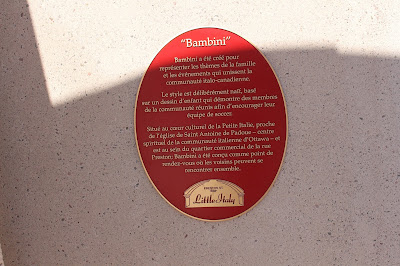 "Bambini"
Bambini a été créé pour
représenter les thèmes de la famille
et les événements qui unissent la
communauté italo-canadienne.
Le style est délibérément naïf, basé
sur un dessin d'enfant qui démontre des membres
de la communauté réunis afin d'encourager leur
équipe de soccer.
Situé au cœur culturel de la Petite Italie, proche
de l'église de Saint Antoine de Padoue – centre
spirituel de la communauté italienne d'Ottawa – et
est au sein du quartier commercial de la rue
Preston; Bambini a été conçu comme point de
rendez-vous où les voisins peuvent se
rencontrer ensemble.
Little Italy